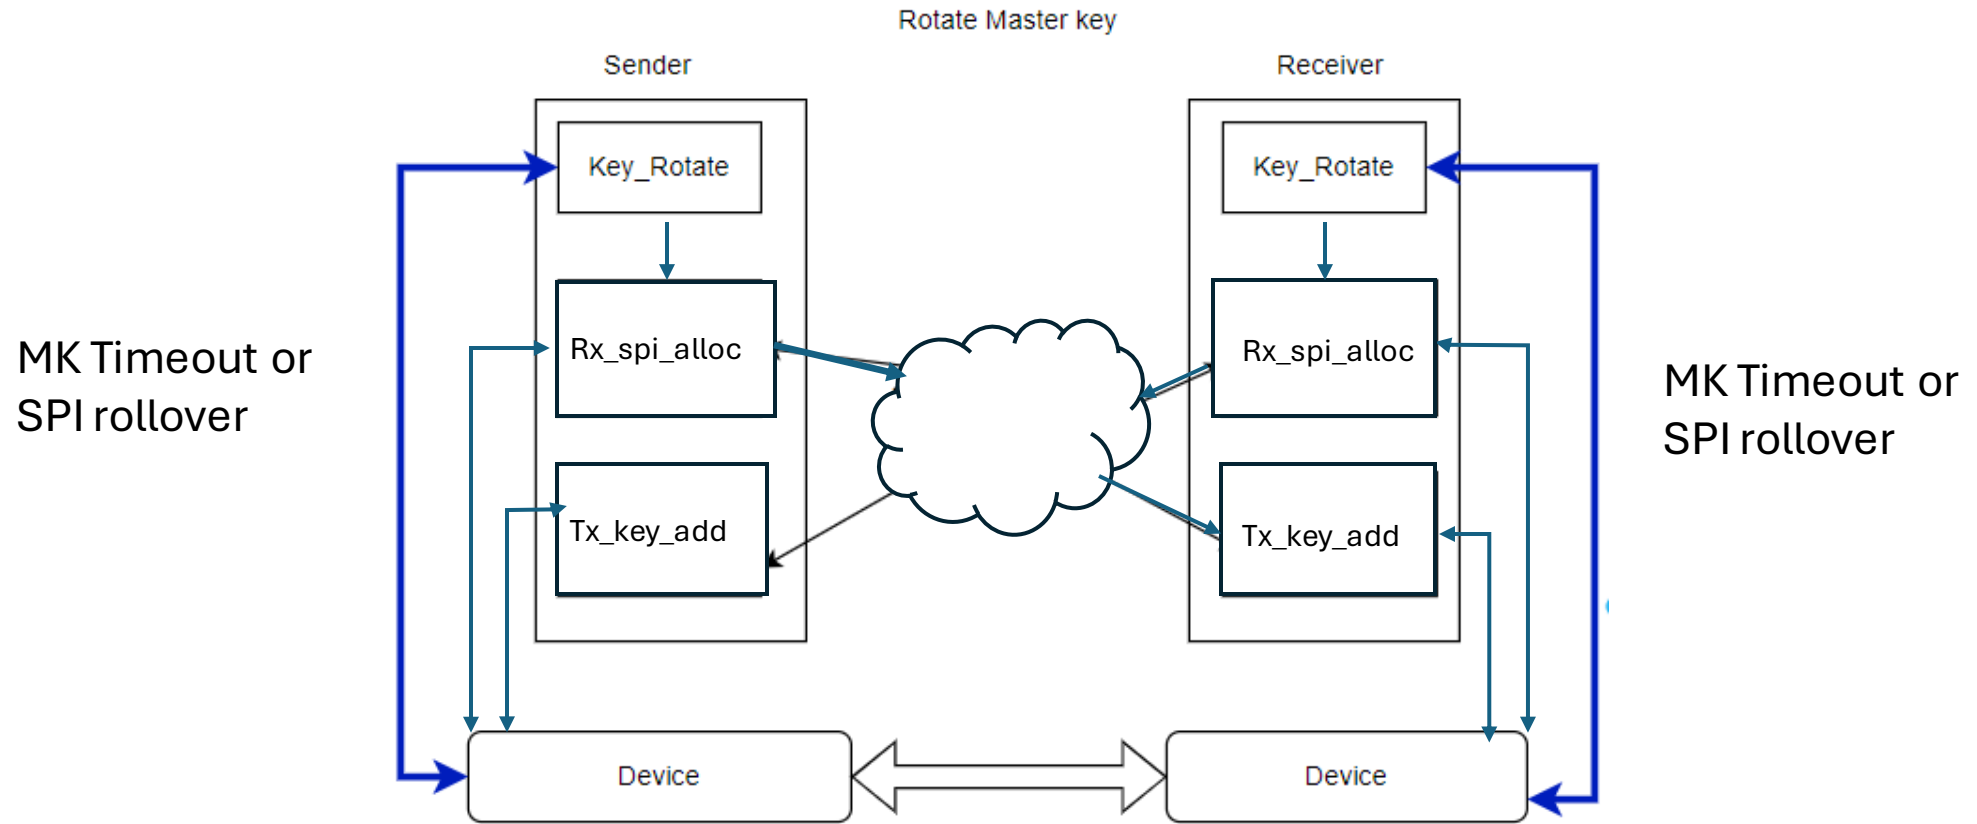 Rotate Master key
Sender
Receiver
Key_Rotate
Key_Rotate
MK Timeout or
SPI rollover
Rx_spi_alloc
Rx_spi_alloc
MK Timeout or
SPI rollover
Tx_key_add
Tx_key_add
Device
Device